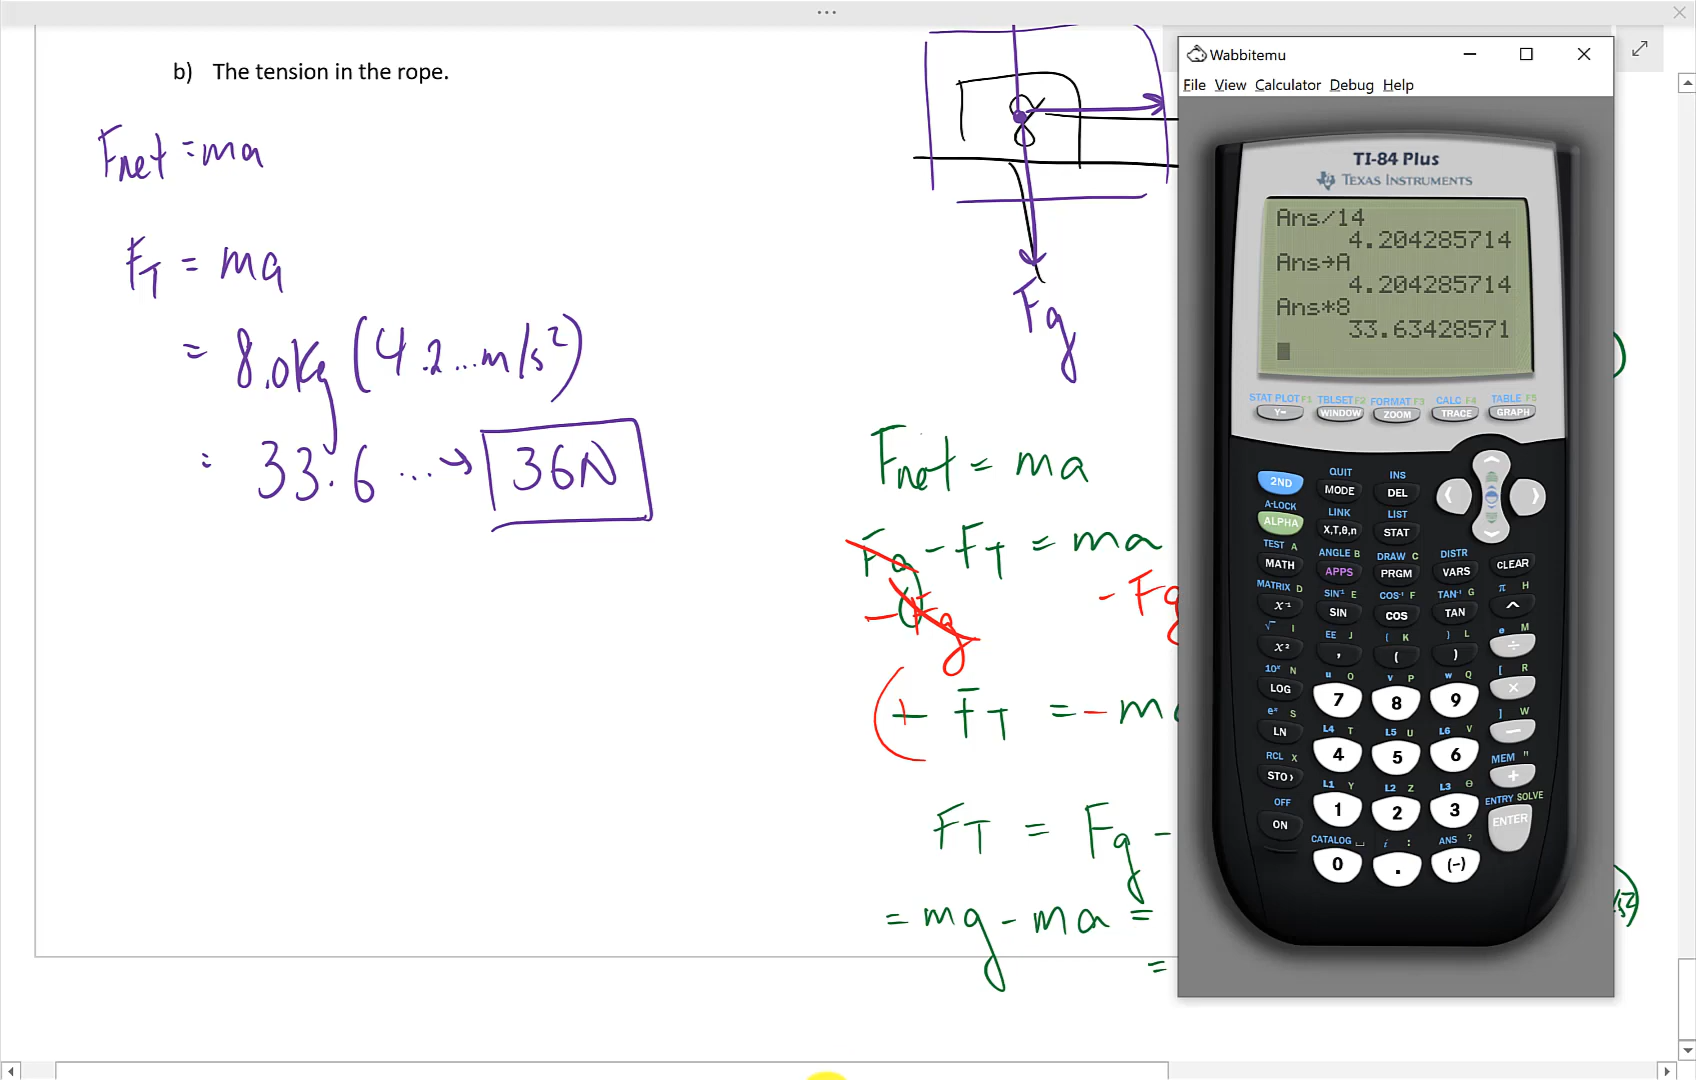 b) The tension in the rope.
Fnet = ma
FT = ma
= 8.0Kg (4.2...m/s²)
= 33.6 ... → 36N
8
Fg
Fnet = ma
Fg - FT = ma
- Fg - Fg
+ FT = - ma
FT = Fg -
= mg - ma =
=
Wabbitemu
File View Calculator Debug Help
TI-84 Plus
TEXAS INSTRUMENTS
Ans/14
4.204285714
Ans→A
4.204285714
Ans*8
33.63428571
STAT PLOT F1 TBLSET F2 FORMAT F3 CALC F4 TABLE F5
Y= WINDOW ZOOM TRACE GRAPH
QUIT INS
2ND MODE DEL
A-LOCK LINK LIST
ALPHA X,T,θ,n STAT
TEST A ANGLE B DRAW C DISTR
MATH APPS PRGM VARS CLEAR
MATRIX D SIN⁻¹ E COS⁻¹ F TAN⁻¹ G π H
x⁻¹ SIN COS TAN ^
√ I EE J { K } L e M
x² , ( ) ÷
10ˣ N u O v P w Q [ R
LOG 7 8 9 ×
eˣ S L4 T L5 U L6 V ] W
LN 4 5 6 −
RCL X L1 Y L2 Z L3 θ MEM "
STO› 1 2 3 +
OFF CATALOG ⎵ i : ANS ? ENTRY SOLVE
ON 0 . (-) ENTER